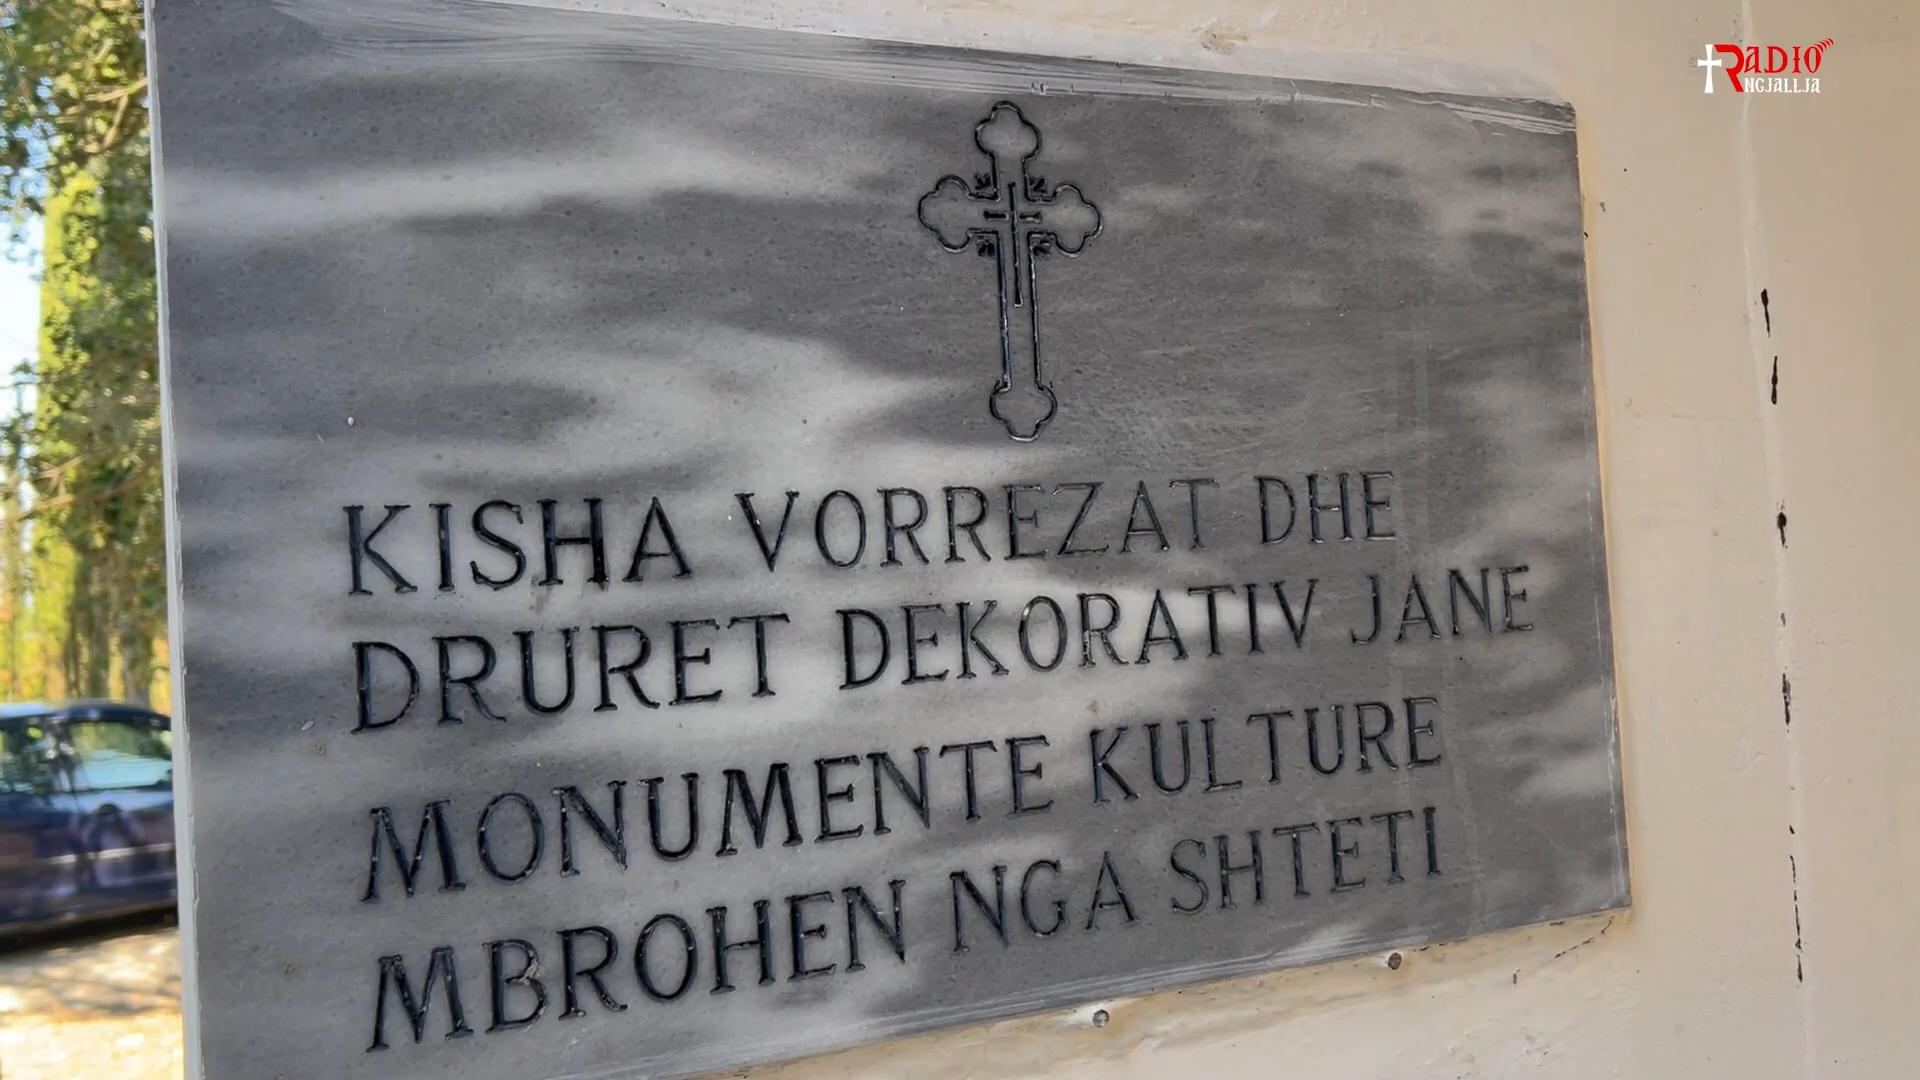 RADIO
NGJALLJA
KISHA VORREZAT DHE
DRURET DEKORATIV JANE
MONUMENTE KULTURE
MBROHEN NGA SHTETI